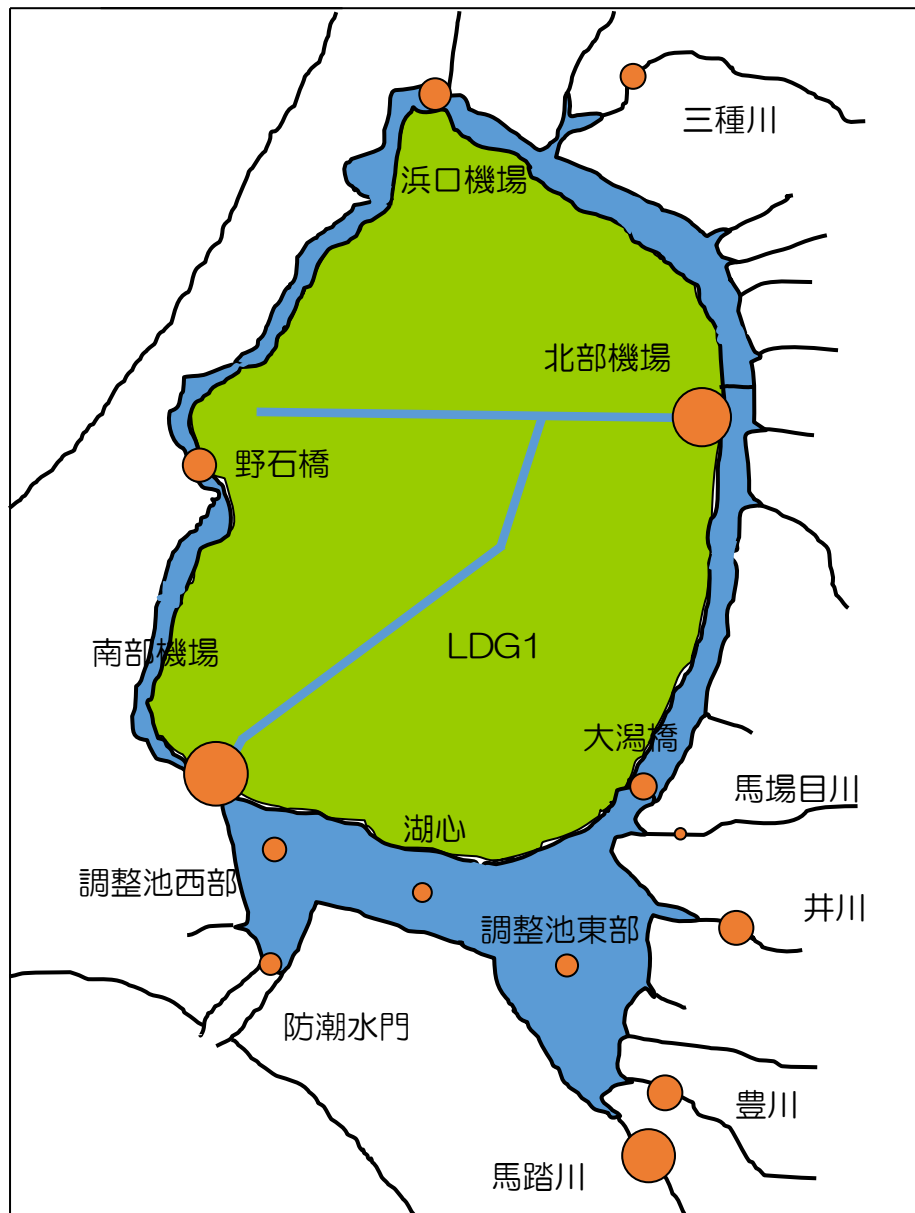 三種川
浜口機場
北部機場
野石橋
LDG1
南部機場
大潟橋
馬場目川
湖心
調整池西部
井川
調整池東部
防潮水門
豊川
馬踏川